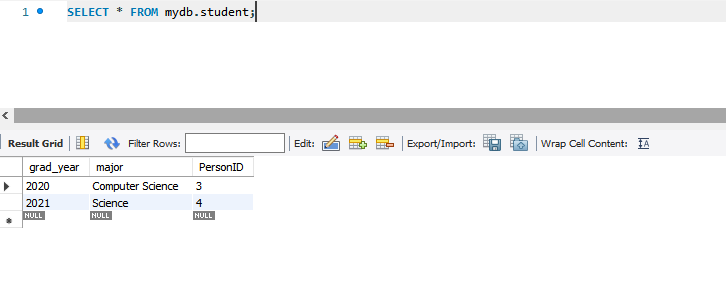 1 SELECT * FROM mydb.student;
Result Grid Filter Rows: Edit: Export/Import: Wrap Cell Content: IA
grad_year major PersonID
2020 Computer Science 3
2021 Science 4
NULL NULL NULL